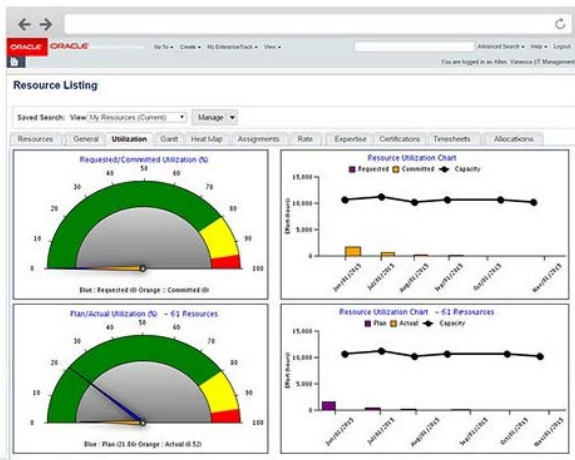 ORACLE ORACLE Go To Create My EnterpriseTrack View Advanced Search Help Logout
You are logged in as Allen, Vanessa (IT Management)
Resource Listing
Saved Search: View My Resources (Current) Manage
Resources General Utilization Gantt Heat Map Assignments Rate Expertise Certifications Timesheets Allocations
Requested/Committed Utilization (%)
0 10 20 30 40 50 60 70 80 90 100
Blue : Requested (0) Orange : Committed (0)
Resource Utilization Chart
Requested Committed Capacity
Effort (hours)
15,000
10,000
5,000
0
Jun/01/2015 Jul/01/2015 Aug/01/2015 Sep/01/2015 Oct/01/2015 Nov/01/2015
Plan/Actual Utilization (%) - 61 Resources
0 10 20 30 40 50 60 70 80 90 100
Blue : Plan (21.86) Orange : Actual (0.52)
Resource Utilization Chart - 61 Resources
Plan Actual Capacity
Effort (hours)
15,000
10,000
5,000
0
Jun/01/2015 Jul/01/2015 Aug/01/2015 Sep/01/2015 Oct/01/2015 Nov/01/2015